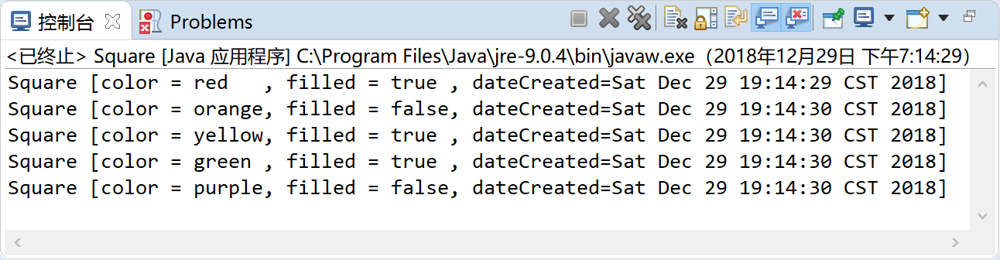 控制台 Problems
<已终止> Square [Java 应用程序] C:\Program Files\Java\jre-9.0.4\bin\javaw.exe（2018年12月29日 下午7:14:29）
Square [color = red   , filled = true , dateCreated=Sat Dec 29 19:14:29 CST 2018]
Square [color = orange, filled = false, dateCreated=Sat Dec 29 19:14:30 CST 2018]
Square [color = yellow, filled = true , dateCreated=Sat Dec 29 19:14:30 CST 2018]
Square [color = green , filled = true , dateCreated=Sat Dec 29 19:14:30 CST 2018]
Square [color = purple, filled = false, dateCreated=Sat Dec 29 19:14:30 CST 2018]